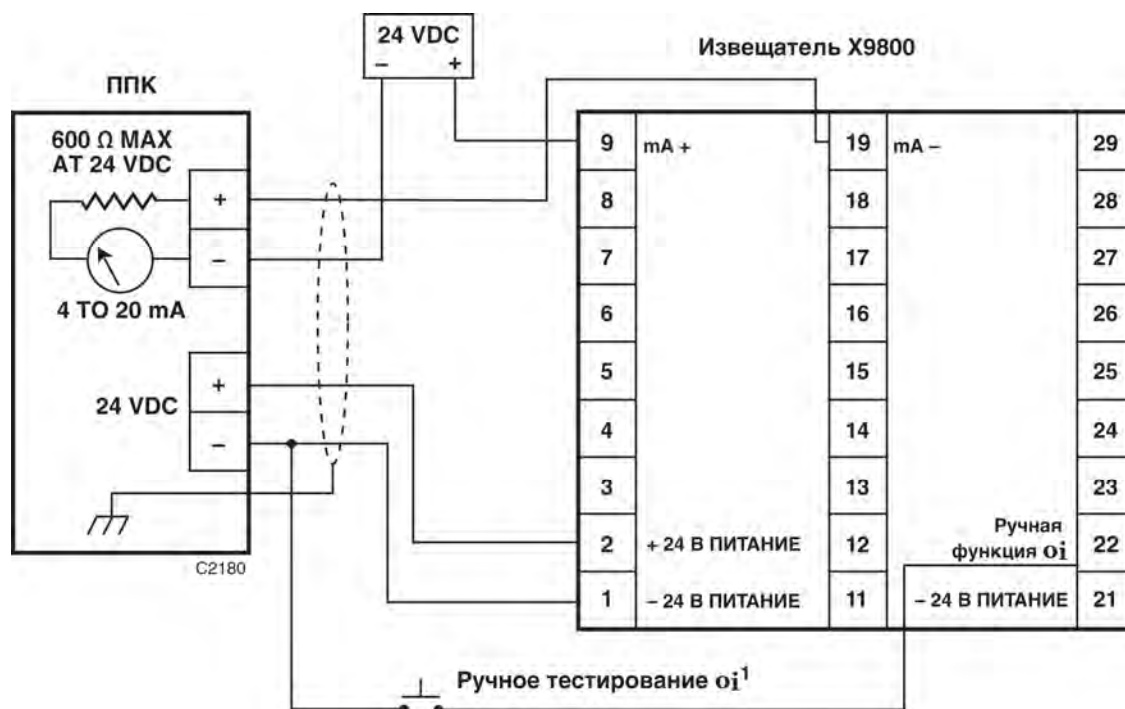 24 VDC
– +
Извещатель X9800
ППК
600 Ω MAX
AT 24 VDC
+
–
4 TO 20 mA
24 VDC
+
–
C2180
9 mA + 19 mA – 29
8 18 28
7 17 27
6 16 26
5 15 25
4 14 24
3 13 23
Ручная
2 + 24 В ПИТАНИЕ 12 функция oi 22
1 – 24 В ПИТАНИЕ 11 – 24 В ПИТАНИЕ 21
Ручное тестирование oi¹